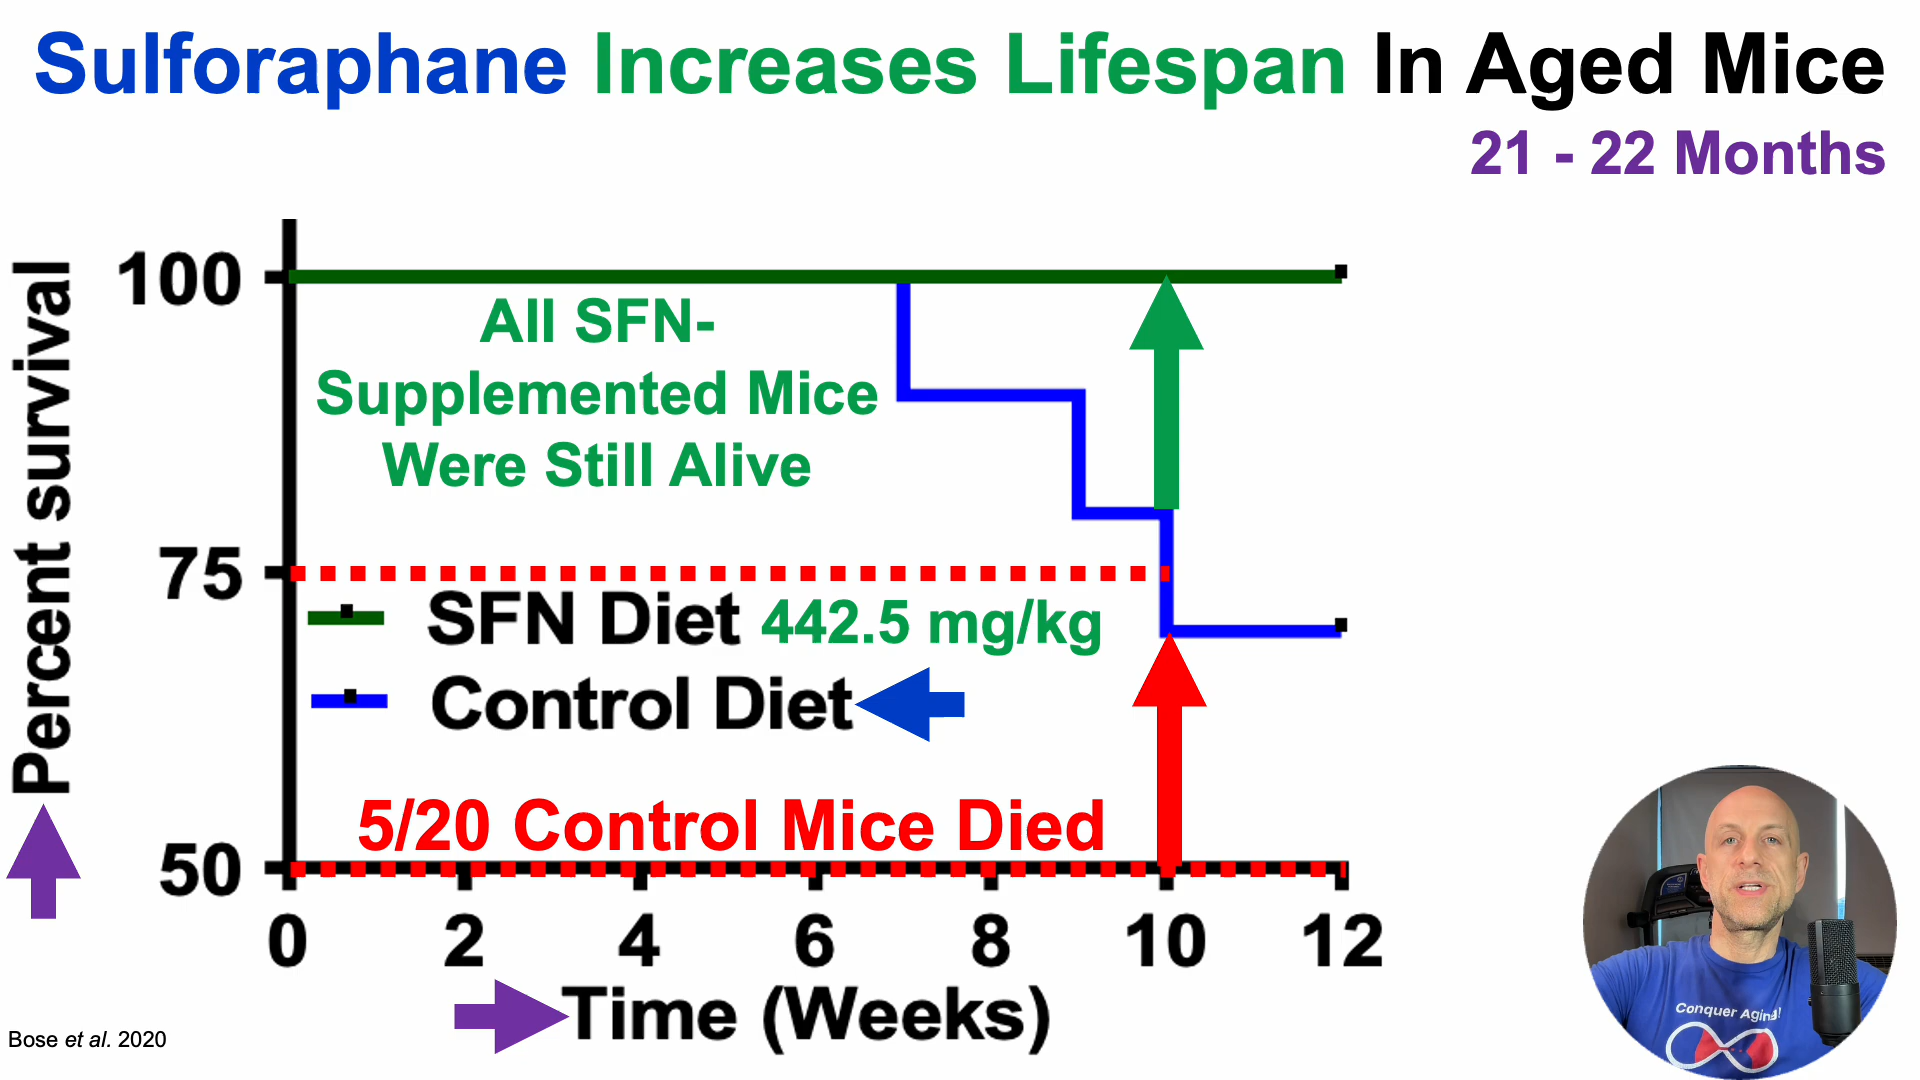 Sulforaphane Increases Lifespan In Aged Mice
21 - 22 Months
Percent survival
100
75
50
All SFN-
Supplemented Mice
Were Still Alive
SFN Diet 442.5 mg/kg
Control Diet
5/20 Control Mice Died
0 2 4 6 8 10 12
Time (Weeks)
Bose et al. 2020
Conquer Aging!